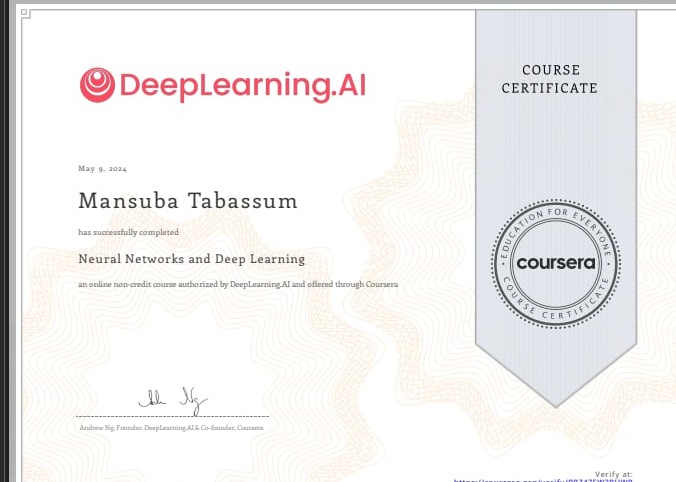 DeepLearning.AI
COURSE
CERTIFICATE
May 9, 2024
Mansuba Tabassum
has successfully completed
Neural Networks and Deep Learning
an online non-credit course authorized by DeepLearning.AI and offered through Coursera
EDUCATION FOR EVERYONE
coursera
COURSE CERTIFICATE
Andrew Ng, Founder, DeepLearning.AI & Co-founder, Coursera
Verify at: